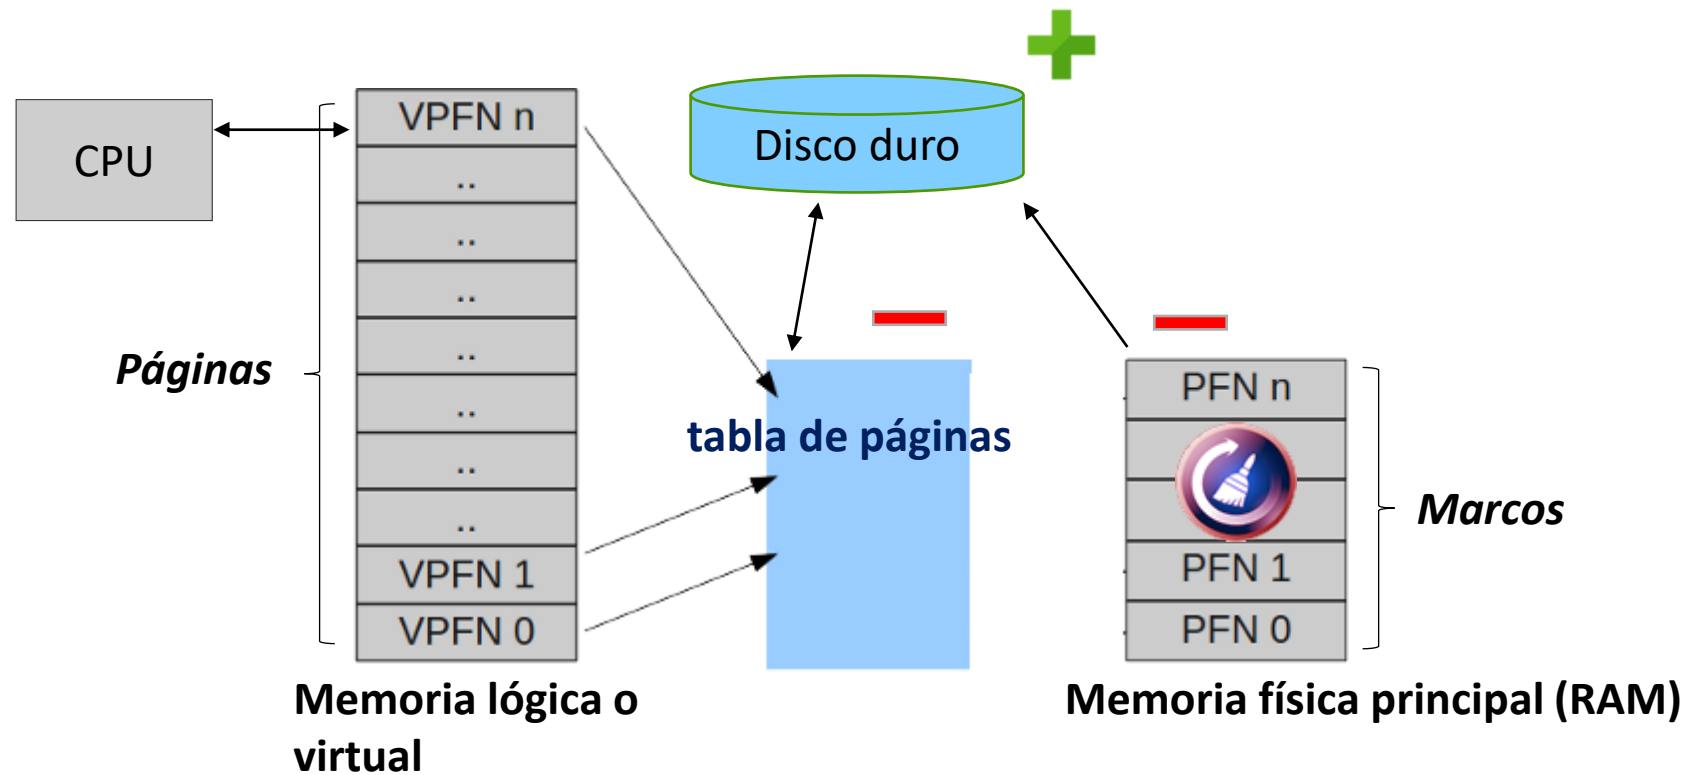 CPU
Páginas
VPFN n
..
..
..
..
..
..
..
VPFN 1
VPFN 0
Memoria lógica o
virtual
Disco duro
tabla de páginas
PFN n
PFN 1
PFN 0
Marcos
Memoria física principal (RAM)